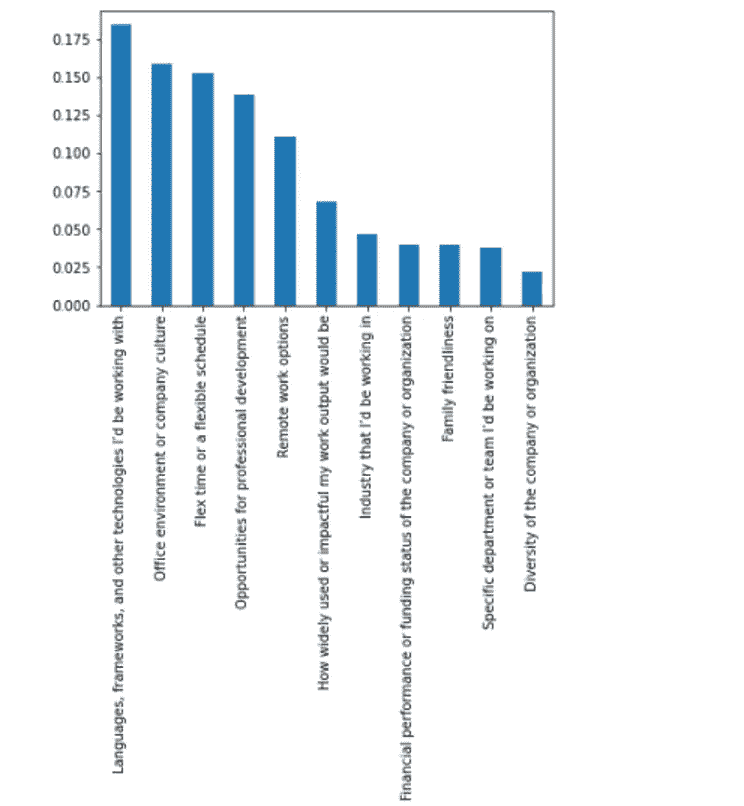 0.175
0.150
0.125
0.100
0.075
0.050
0.025
0.000
Languages, frameworks, and other technologies I'd be working with
Office environment or company culture
Flex time or a flexible schedule
Opportunities for professional development
Remote work options
How widely used or impactful my work output would be
Industry that I'd be working in
Financial performance or funding status of the company or organization
Family friendliness
Specific department or team I'd be working on
Diversity of the company or organization